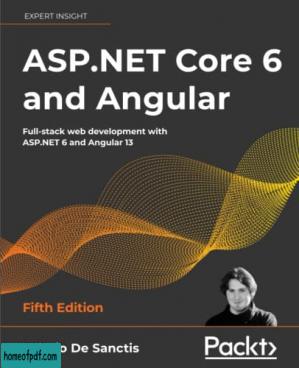 EXPERT INSIGHT
ASP.NET Core 6
and Angular
Full-stack web development with
ASP.NET 6 and Angular 13
Fifth Edition
De Sanctis
Packt>
homeofpdf.com